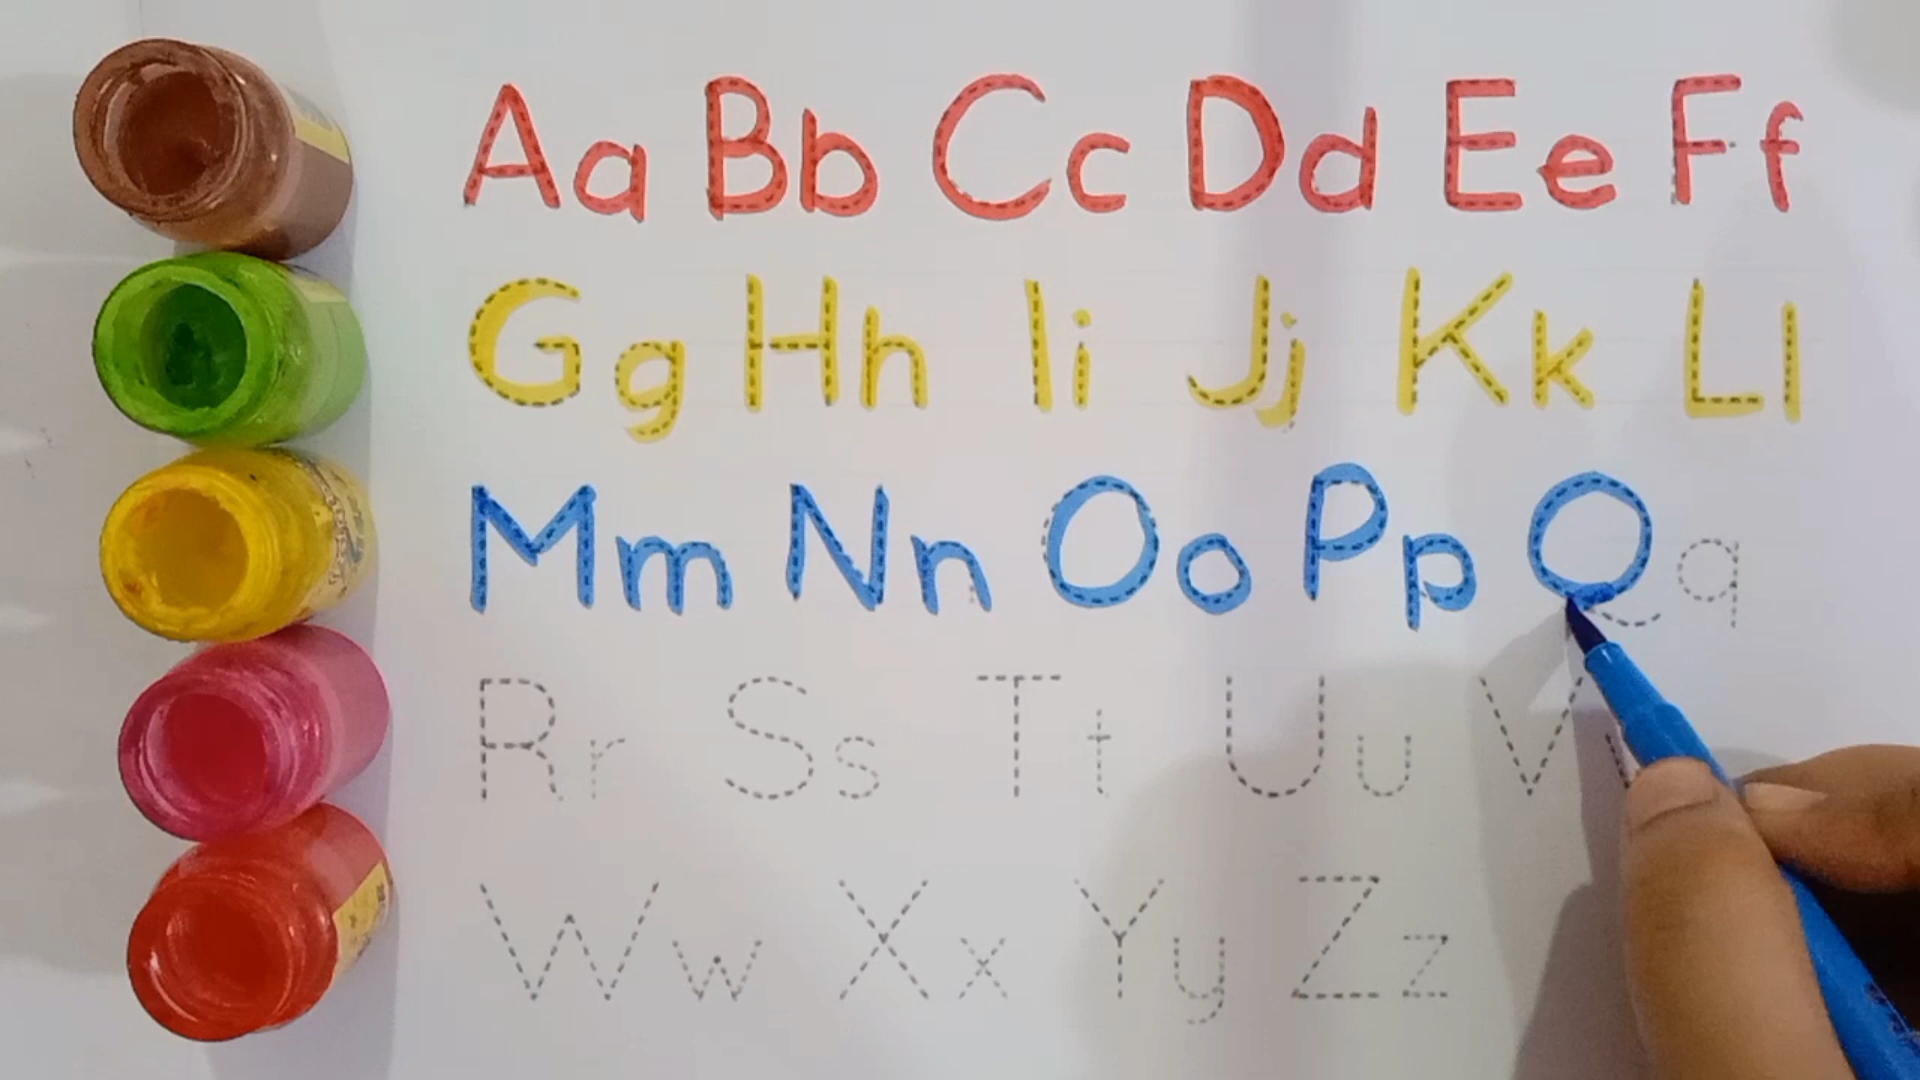 Aa Bb Cc Dd Ee Ff
Gg Hh Ii Jj Kk Ll
Mm Nn Oo Pp Qq
Rr Ss Tt Uu V
Ww Xx Yy Zz